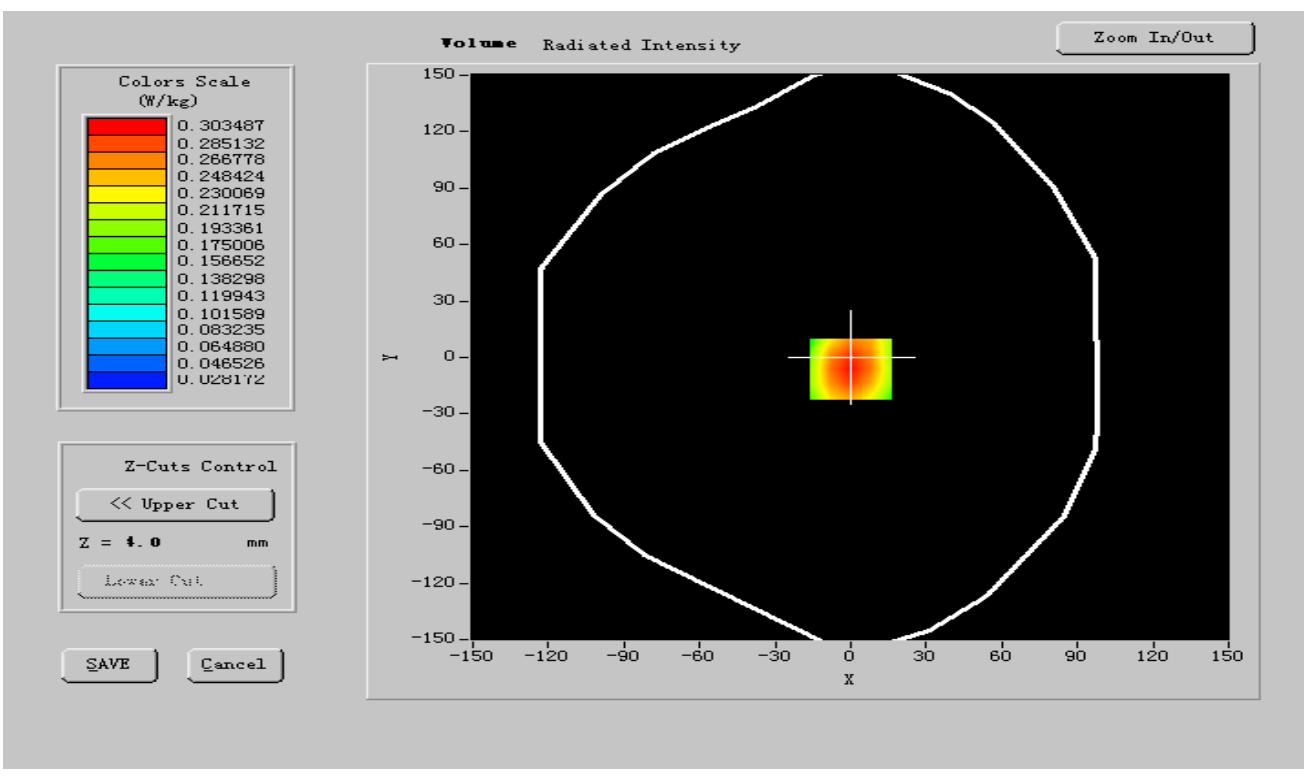 Volume Radiated Intensity
Zoom In/Out
Colors Scale
(W/kg)
0.303487
0.285132
0.266778
0.248424
0.230069
0.211715
0.193361
0.175006
0.156652
0.138298
0.119943
0.101589
0.083235
0.064880
0.046526
0.028172
Z-Cuts Control
<< Upper Cut
Z = 4.0 mm
Lower Cut
SAVE Cancel
150
120
90
60
30
0
-30
-60
-90
-120
-150
Y
-150 -120 -90 -60 -30 0 30 60 90 120 150
X